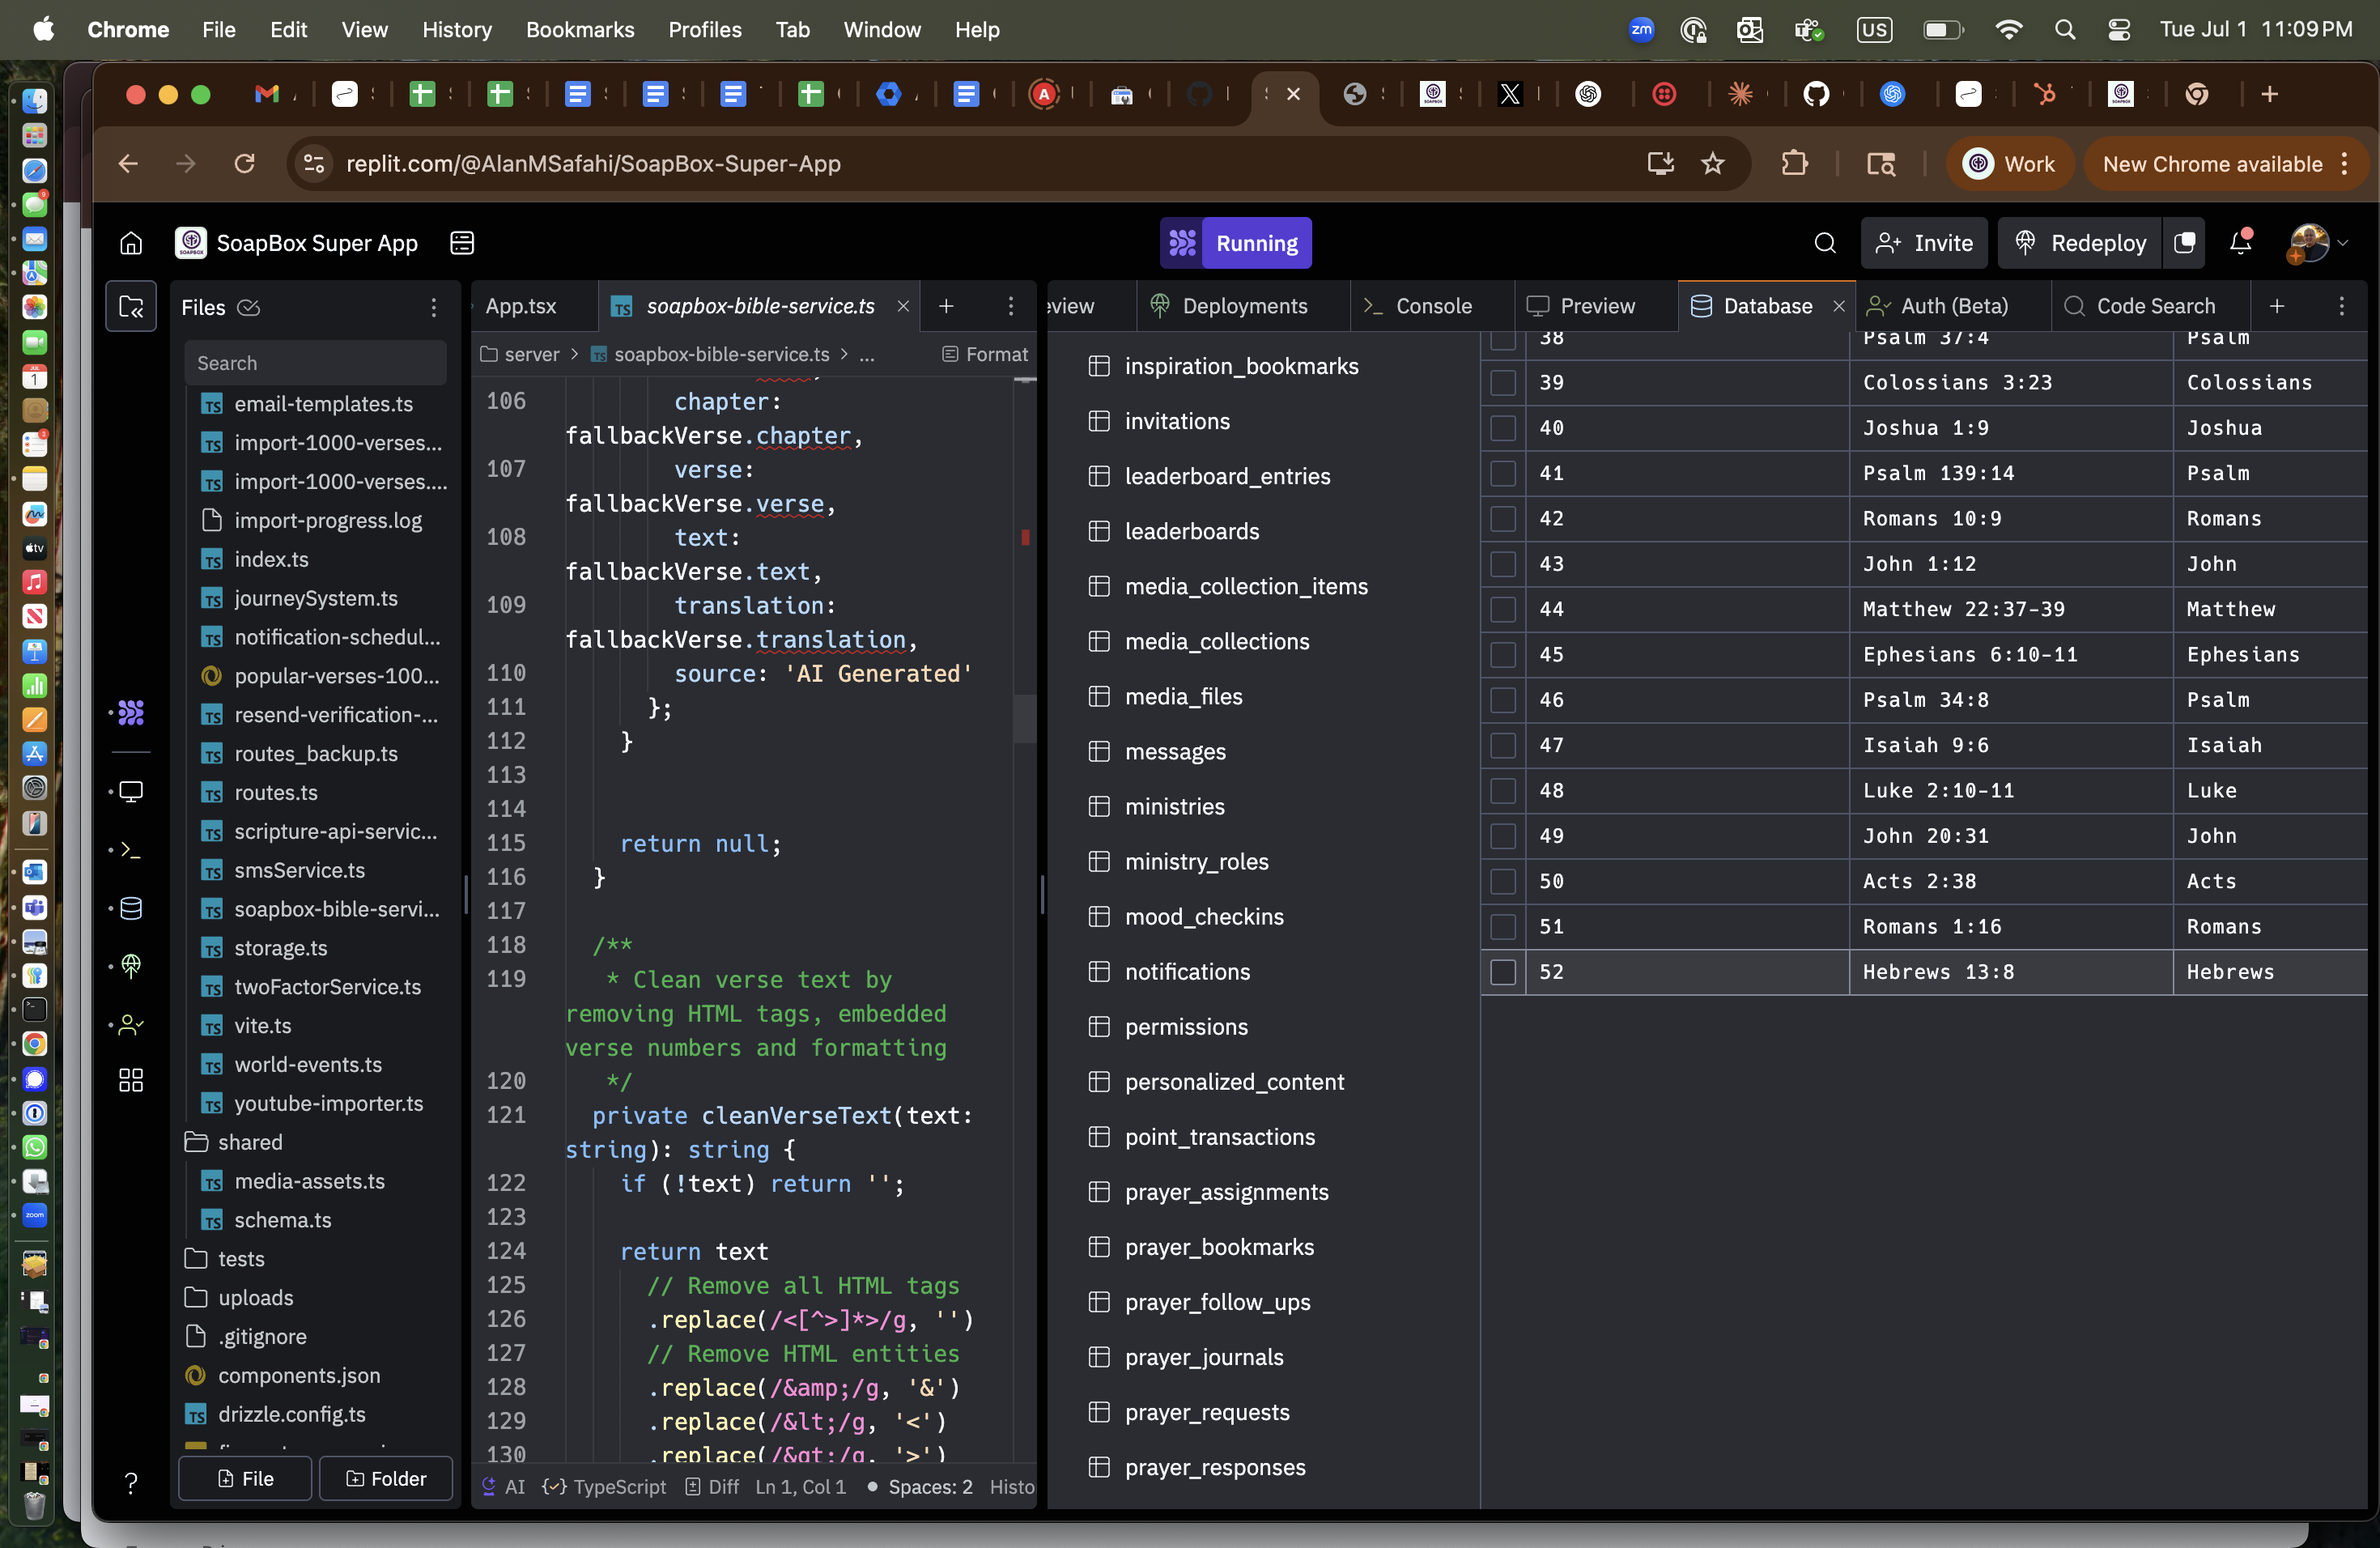 Chrome File Edit View History Bookmarks Profiles Tab Window Help
zm US Tue Jul 1 11:09 PM
replit.com/@AlanMSafahi/SoapBox-Super-App
Work
New Chrome available
SoapBox Super App
Running
Invite
Redeploy
Files
Search
email-templates.ts
import-1000-verses...
import-1000-verses....
import-progress.log
index.ts
journeySystem.ts
notification-schedul...
popular-verses-100...
resend-verification-...
routes_backup.ts
routes.ts
scripture-api-servic...
smsService.ts
soapbox-bible-servi...
storage.ts
twoFactorService.ts
vite.ts
world-events.ts
youtube-importer.ts
shared
media-assets.ts
schema.ts
tests
uploads
.gitignore
components.json
drizzle.config.ts
File
Folder
App.tsx
soapbox-bible-service.ts
server > soapbox-bible-service.ts > ...
Format
106 chapter:
fallbackVerse.chapter,
107 verse:
fallbackVerse.verse,
108 text:
fallbackVerse.text,
109 translation:
fallbackVerse.translation,
110 source: 'AI Generated'
111 };
112 }
113
114
115 return null;
116 }
117
118 /**
119 * Clean verse text by
removing HTML tags, embedded
verse numbers and formatting
120 */
121 private cleanVerseText(text:
string): string {
122 if (!text) return '';
123
124 return text
125 // Remove all HTML tags
126 .replace(/<[^>]*>/g, '')
127 // Remove HTML entities
128 .replace(/&amp;/g, '&')
129 .replace(/&lt;/g, '<')
130 .replace(/&gt;/g, '>')
AI TypeScript Diff Ln 1, Col 1 Spaces: 2 Histo
eview
Deployments
Console
Preview
Database
Auth (Beta)
Code Search
inspiration_bookmarks
invitations
leaderboard_entries
leaderboards
media_collection_items
media_collections
media_files
messages
ministries
ministry_roles
mood_checkins
notifications
permissions
personalized_content
point_transactions
prayer_assignments
prayer_bookmarks
prayer_follow_ups
prayer_journals
prayer_requests
prayer_responses
38 Psalm 37:4 Psalm
39 Colossians 3:23 Colossians
40 Joshua 1:9 Joshua
41 Psalm 139:14 Psalm
42 Romans 10:9 Romans
43 John 1:12 John
44 Matthew 22:37-39 Matthew
45 Ephesians 6:10-11 Ephesians
46 Psalm 34:8 Psalm
47 Isaiah 9:6 Isaiah
48 Luke 2:10-11 Luke
49 John 20:31 John
50 Acts 2:38 Acts
51 Romans 1:16 Romans
52 Hebrews 13:8 Hebrews